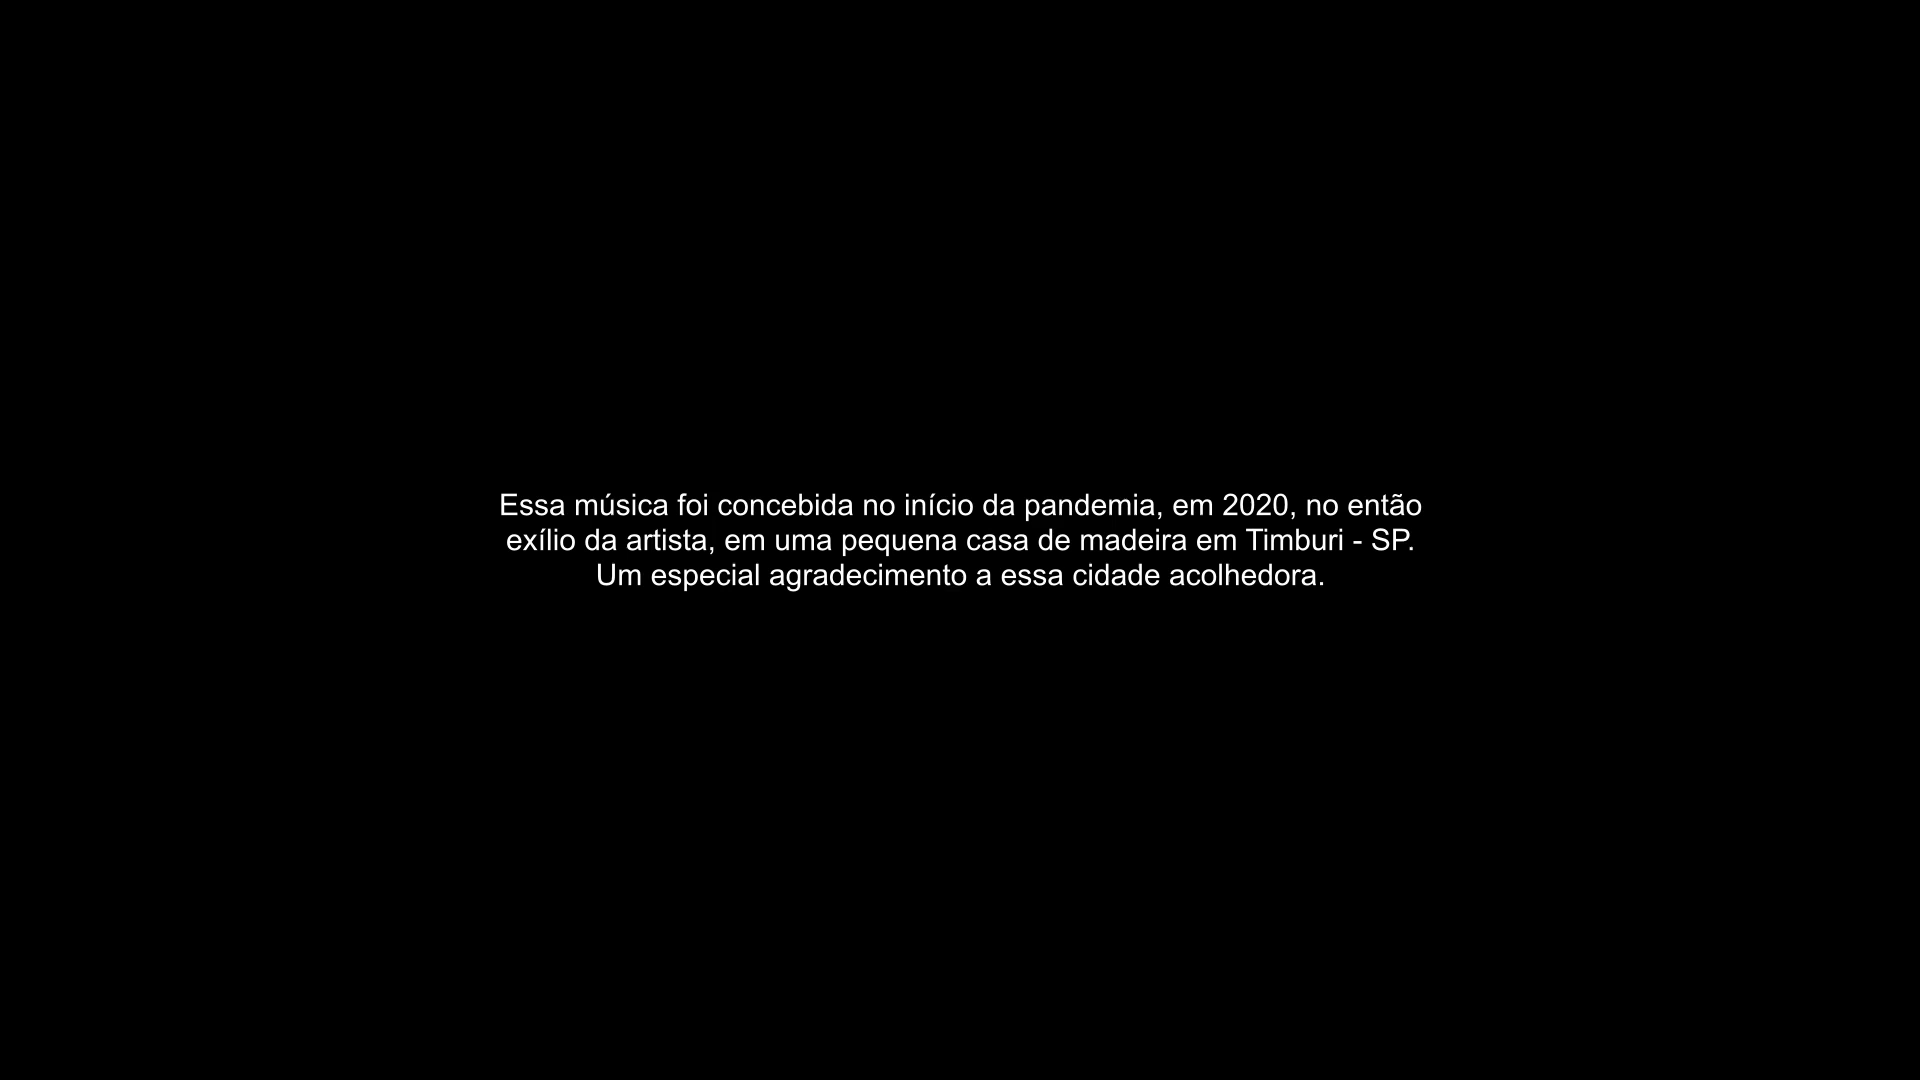 Essa música foi concebida no início da pandemia, em 2020, no então
exílio da artista, em uma pequena casa de madeira em Timburi - SP.
Um especial agradecimento a essa cidade acolhedora.